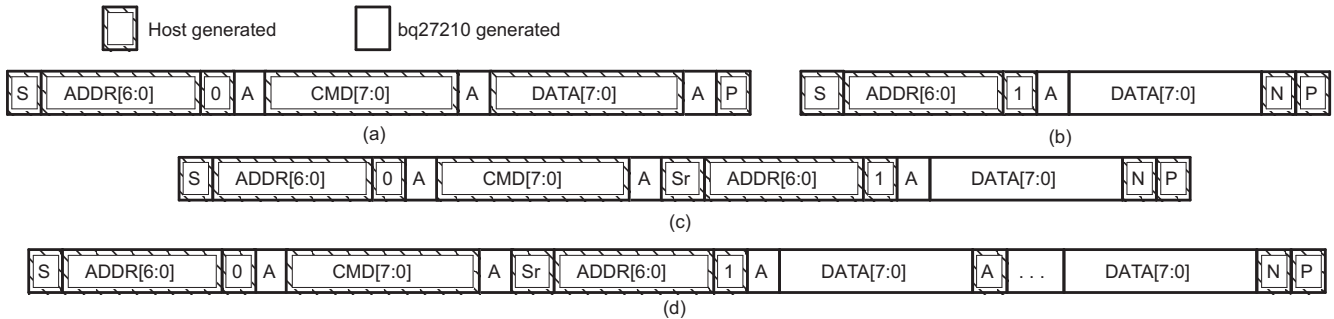 Host generated bq27210 generated
S ADDR[6:0] 0 A CMD[7:0] A DATA[7:0] A P S ADDR[6:0] 1 A DATA[7:0] N P
(a) (b)
S ADDR[6:0] 0 A CMD[7:0] A Sr ADDR[6:0] 1 A DATA[7:0] N P
(c)
S ADDR[6:0] 0 A CMD[7:0] A Sr ADDR[6:0] 1 A DATA[7:0] A . . . DATA[7:0] N P
(d)